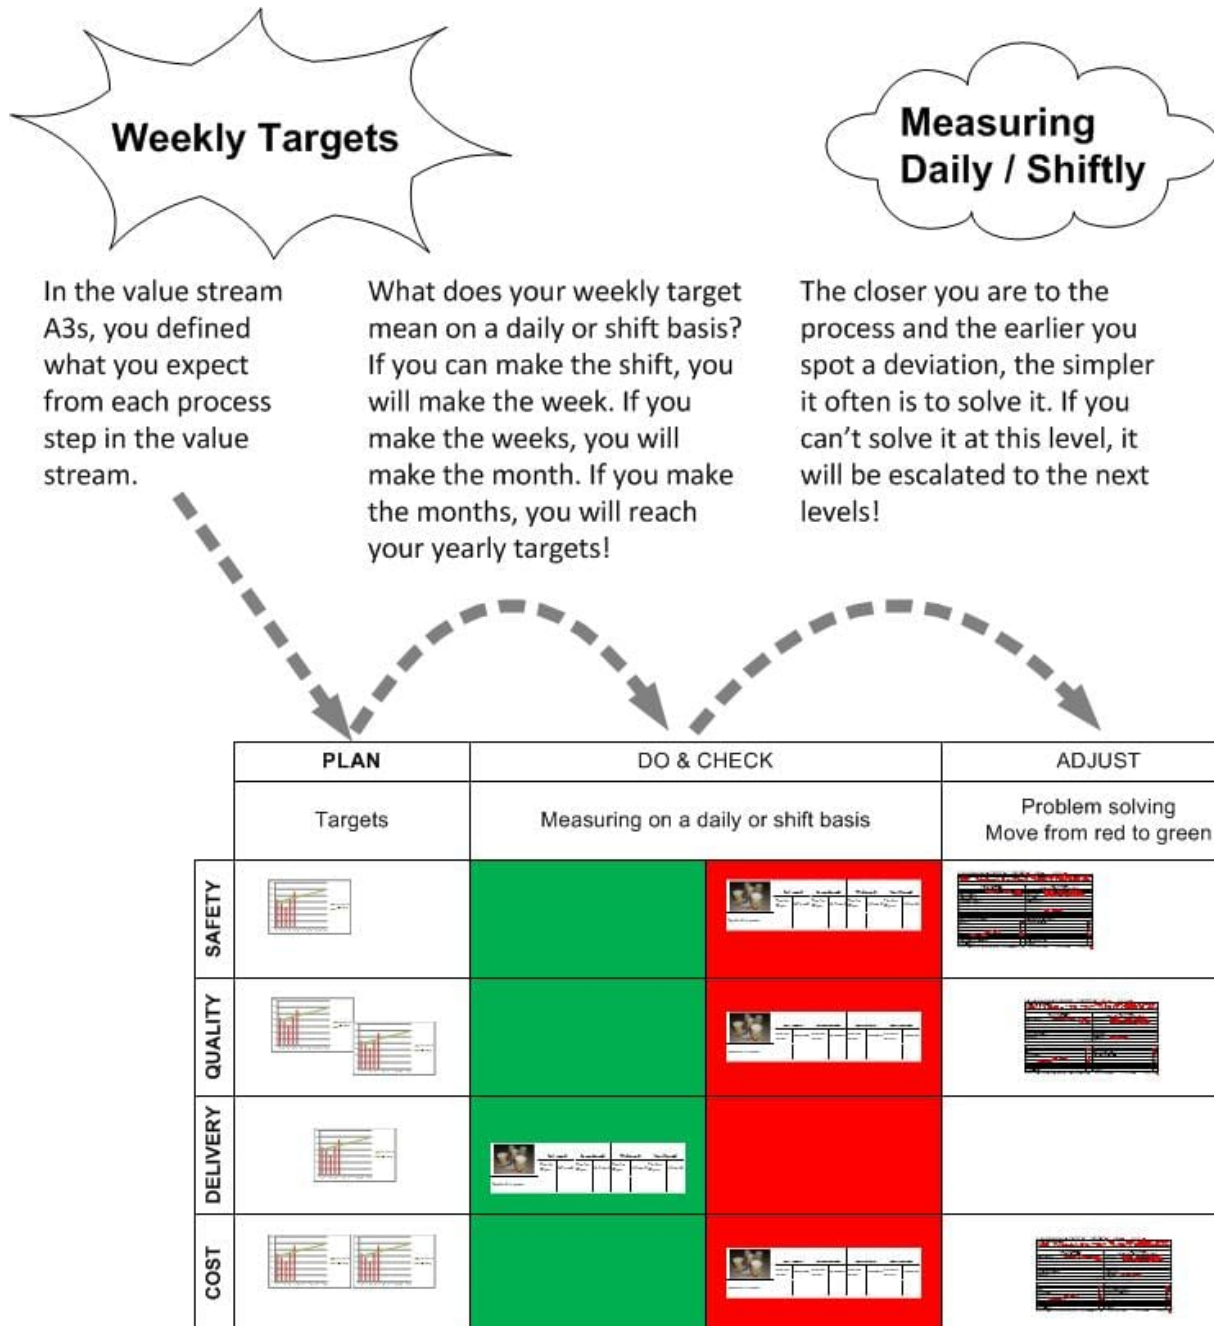 Weekly Targets
Measuring
Daily / Shiftly
In the value stream
A3s, you defined
what you expect
from each process
step in the value
stream.
What does your weekly target
mean on a daily or shift basis?
If you can make the shift, you
will make the week. If you
make the weeks, you will
make the month. If you make
the months, you will reach
your yearly targets!
The closer you are to the
process and the earlier you
spot a deviation, the simpler
it often is to solve it. If you
can't solve it at this level, it
will be escalated to the next
levels!
PLAN
DO & CHECK
ADJUST
Targets
Measuring on a daily or shift basis
Problem solving
Move from red to green
SAFETY
QUALITY
DELIVERY
COST